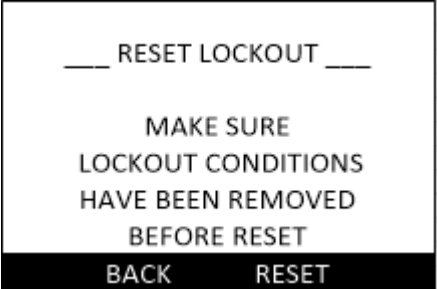 ___ RESET LOCKOUT ___
MAKE SURE
LOCKOUT CONDITIONS
HAVE BEEN REMOVED
BEFORE RESET
BACK RESET